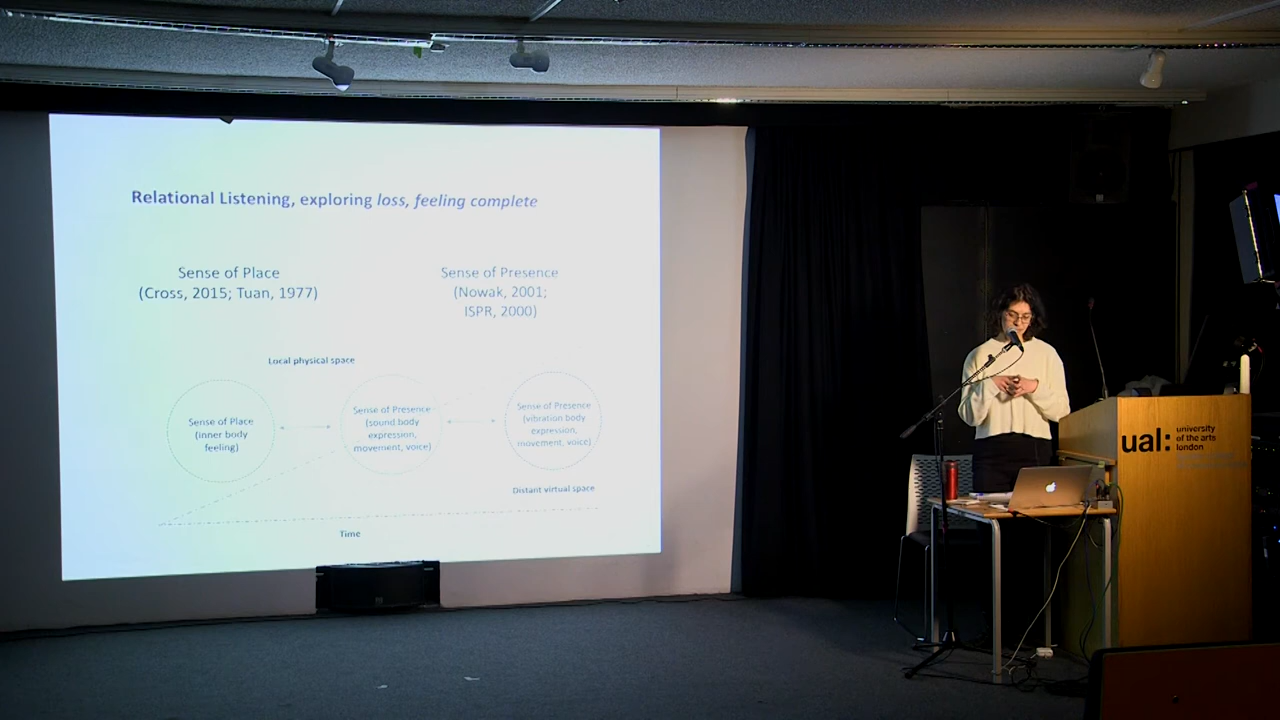 Relational Listening, exploring loss, feeling complete
Sense of Place
(Cross, 2015; Tuan, 1977)
Sense of Presence
(Nowak, 2001;
ISPR, 2000)
Local physical space
Sense of Place
(inner body
feeling)
Sense of Presence
(sound body
expression,
movement, voice)
Sense of Presence
(vibration body
expression,
movement, voice)
Distant virtual space
Time
ual:
university
of the arts
london